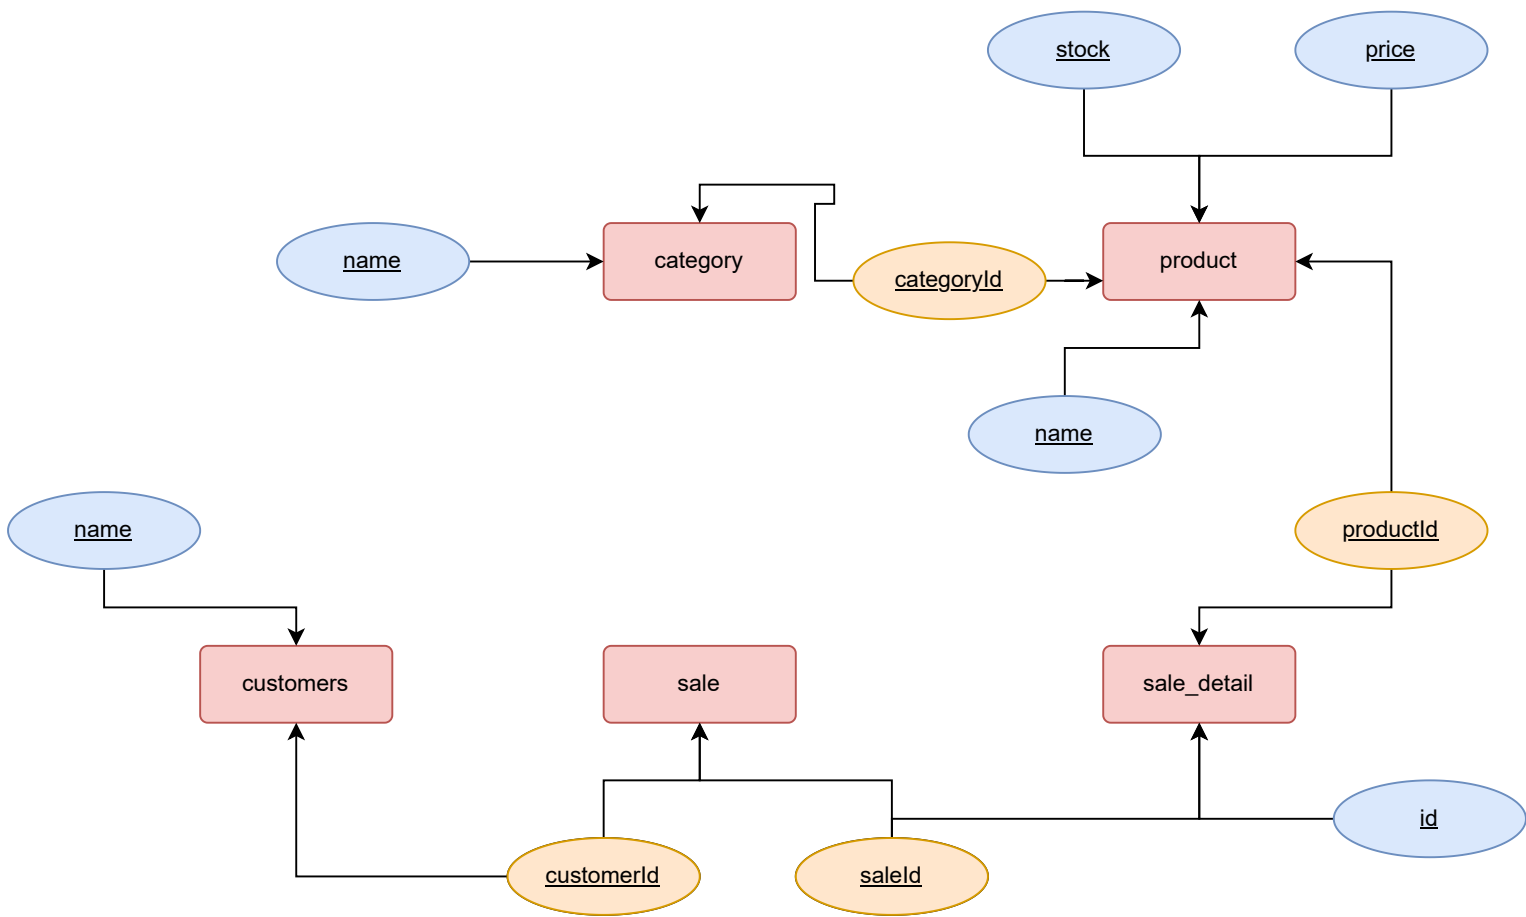 stock
price
name
category
categoryId
product
name
name
productId
customers
sale
sale_detail
id
customerId
saleId